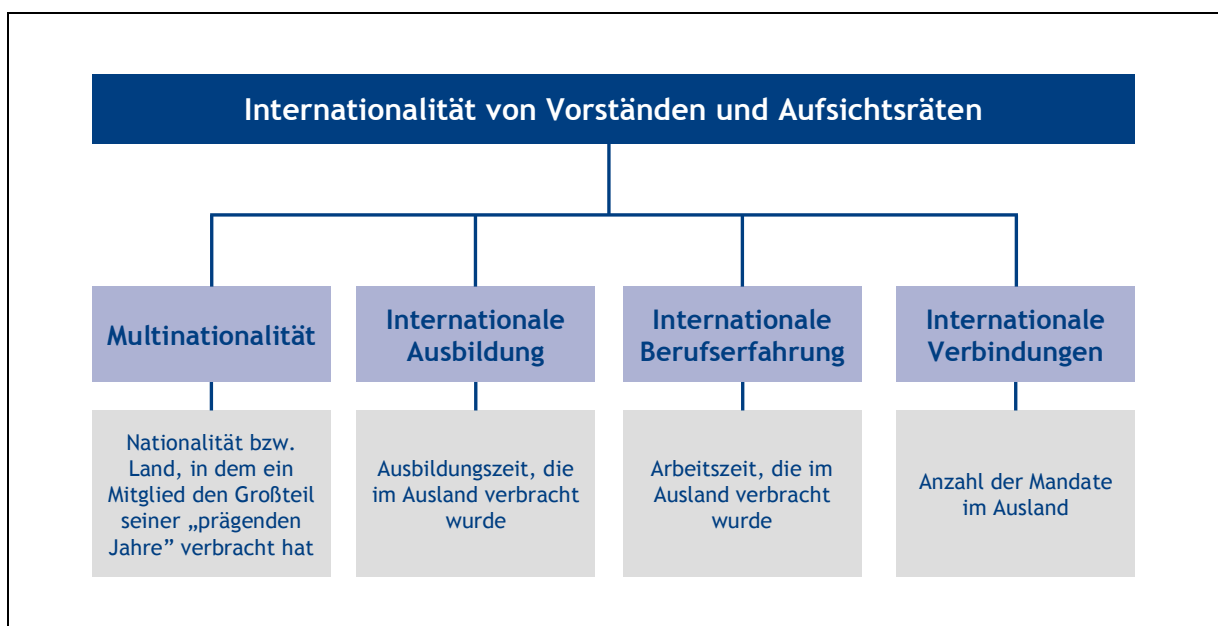 Internationalität von Vorständen und Aufsichtsräten
Multinationalität
Nationalität bzw.
Land, in dem ein
Mitglied den Großteil
seiner „prägenden
Jahre” verbracht hat
Internationale
Ausbildung
Ausbildungszeit, die
im Ausland verbracht
wurde
Internationale
Berufserfahrung
Arbeitszeit, die im
Ausland verbracht
wurde
Internationale
Verbindungen
Anzahl der Mandate
im Ausland